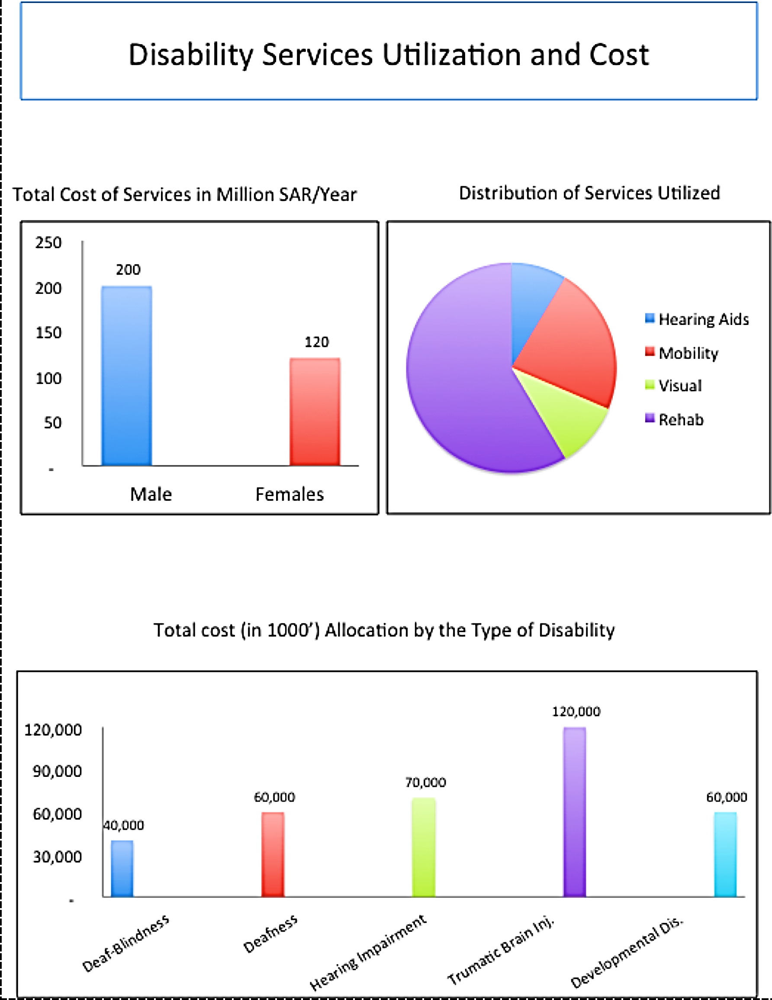 Disability Services Utilization and Cost
Total Cost of Services in Million SAR/Year
250
200
150
100
50
-
200
120
Male
Females
Distribution of Services Utilized
Hearing Aids
Mobility
Visual
Rehab
Total cost (in 1000’) Allocation by the Type of Disability
120,000
90,000
60,000
30,000
-
40,000
60,000
70,000
120,000
60,000
Deaf-Blindness
Deafness
Hearing Impairment
Trumatic Brain Inj.
Developmental Dis.